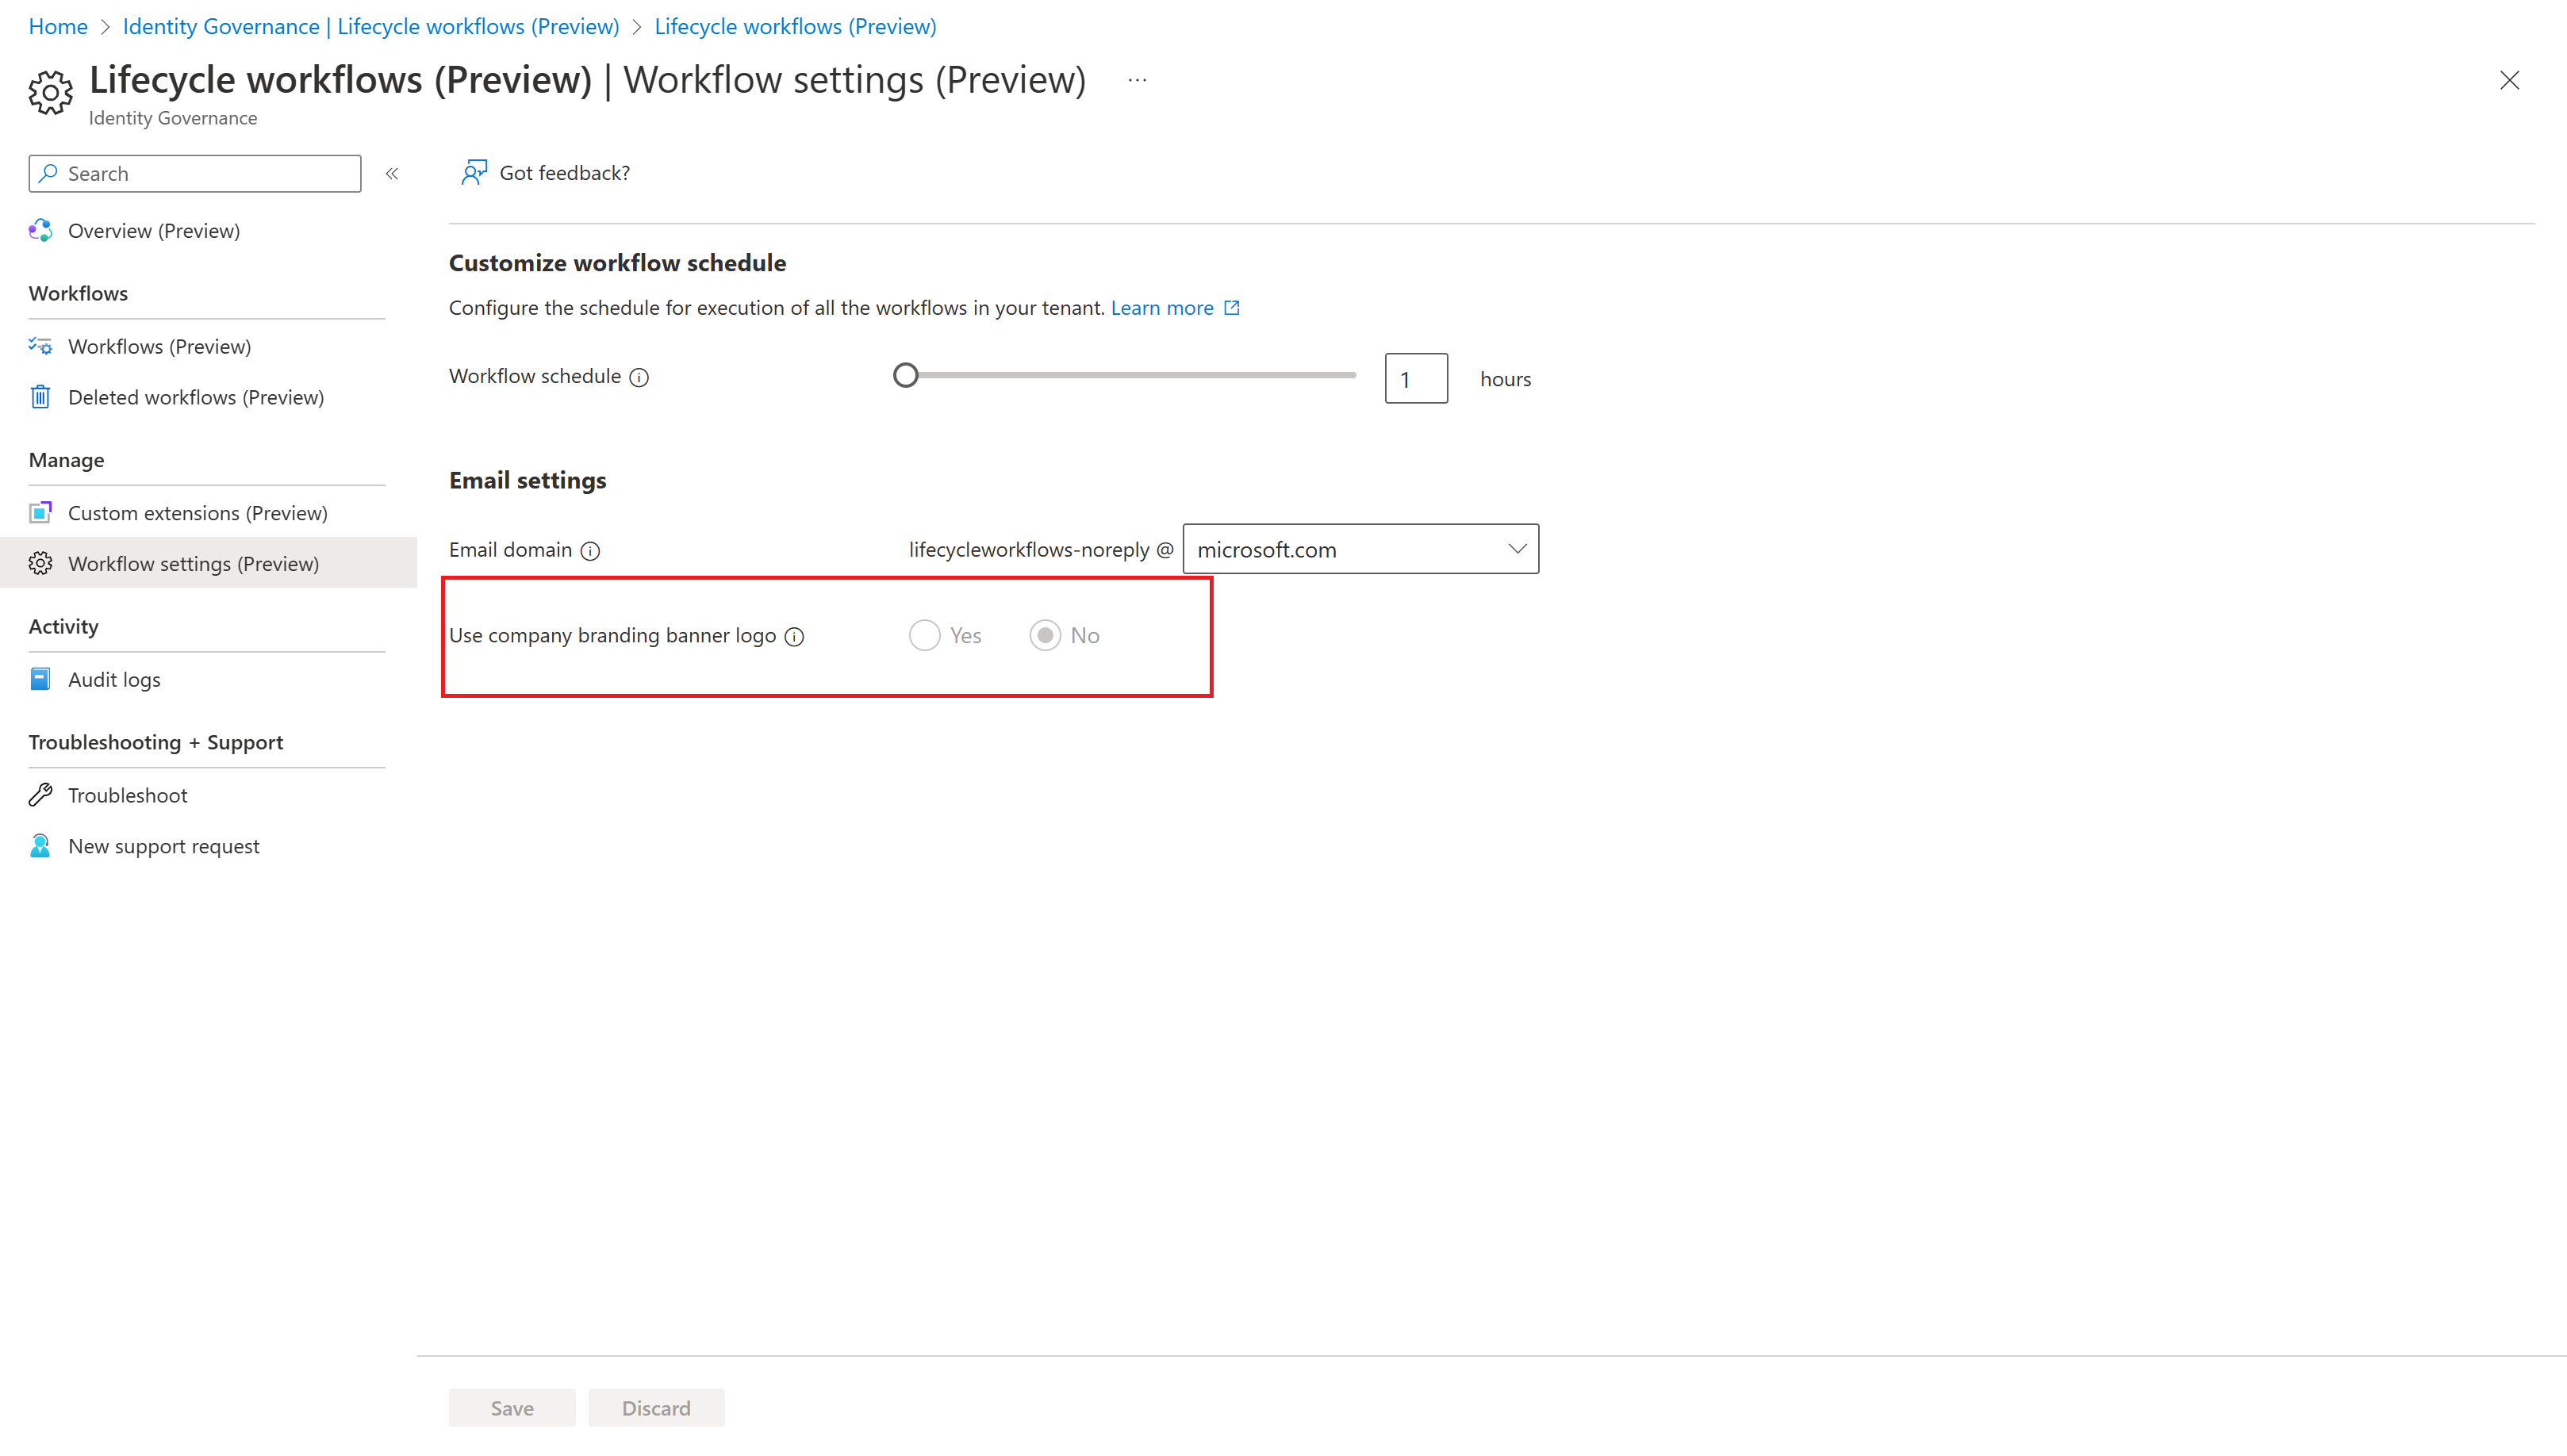 Home > Identity Governance | Lifecycle workflows (Preview) > Lifecycle workflows (Preview)
Lifecycle workflows (Preview) | Workflow settings (Preview) ...
Identity Governance
Search
«
Got feedback?
Overview (Preview)
Workflows
Workflows (Preview)
Deleted workflows (Preview)
Manage
Custom extensions (Preview)
Workflow settings (Preview)
Activity
Audit logs
Troubleshooting + Support
Troubleshoot
New support request
Customize workflow schedule
Configure the schedule for execution of all the workflows in your tenant. Learn more
Workflow schedule 1 hours
Email settings
Email domain lifecycleworkflows-noreply @ microsoft.com
Use company branding banner logo Yes No
Save Discard